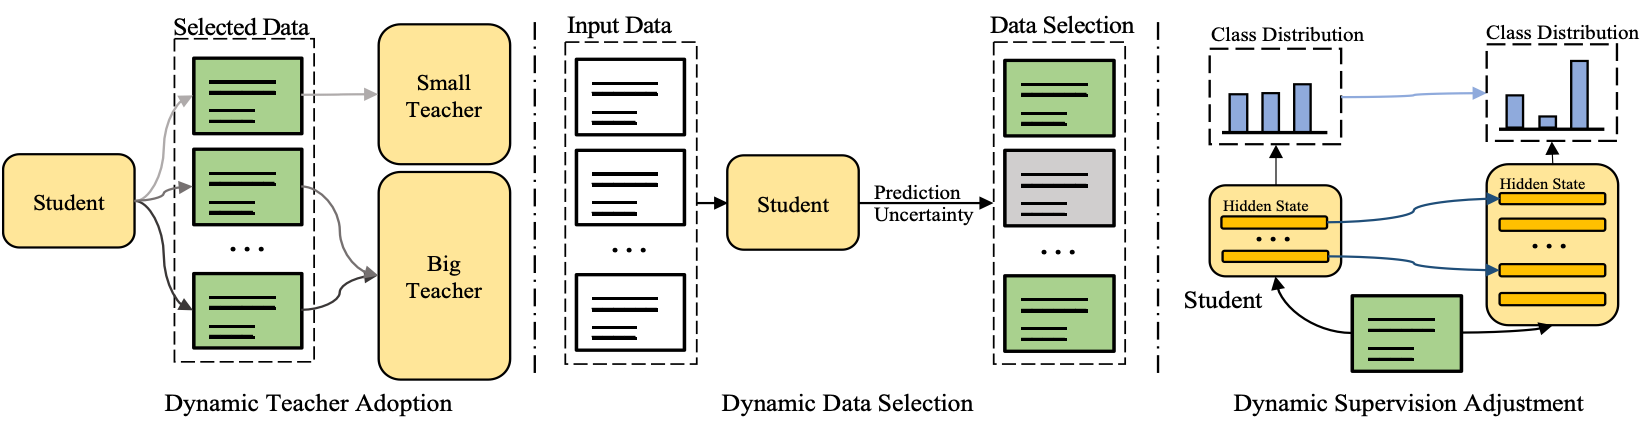 Selected Data
Small
Teacher
Student
Big
Teacher
Dynamic Teacher Adoption
Input Data
Data Selection
Student
Prediction
Uncertainty
Dynamic Data Selection
Class Distribution
Class Distribution
Hidden State
Hidden State
Student
Dynamic Supervision Adjustment